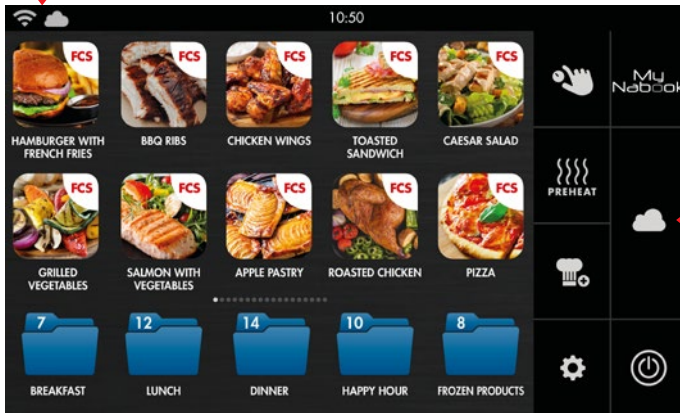 10:50
FCS
FCS
FCS
FCS
FCS
HAMBURGER WITH
FRENCH FRIES
BBQ RIBS
CHICKEN WINGS
TOASTED
SANDWICH
CAESAR SALAD
FCS
FCS
FCS
FCS
FCS
GRILLED
VEGETABLES
SALMON WITH
VEGETABLES
APPLE PASTRY
ROASTED CHICKEN
PIZZA
7
12
14
10
8
BREAKFAST
LUNCH
DINNER
HAPPY HOUR
FROZEN PRODUCTS
My
Nabook
PREHEAT